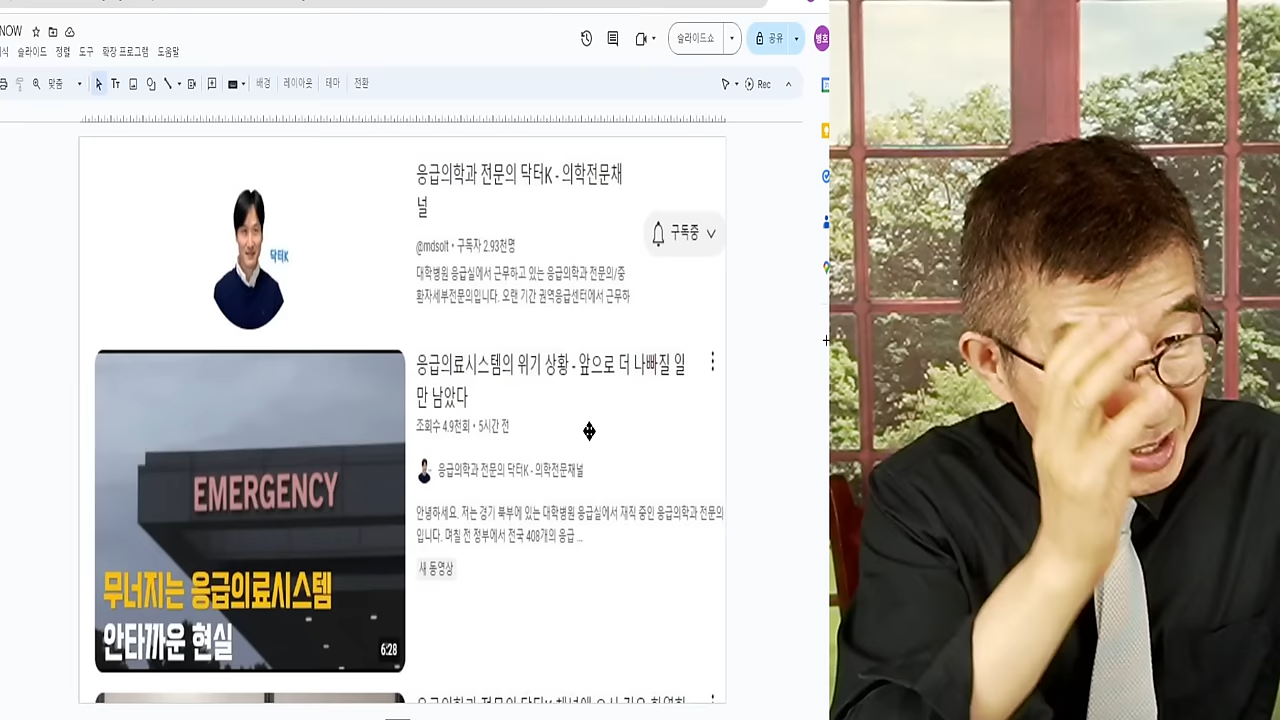 NOW
슬라이드 정렬 도구 확장 프로그램 도움말
슬라이드쇼
공유
병호
맞춤
Tт
배경
레이아웃
테마
전환
Rec
닥터K
응급의학과 전문의 닥터K - 의학전문채
널
@mdsolt • 구독자 2.93천명
구독중
대학병원 응급실에서 근무하고 있는 응급의학과 전문의/중
환자세부전문의입니다. 오랜 기간 권역응급센터에서 근무하
EMERGENCY
무너지는 응급의료시스템
안타까운 현실
6:28
응급의료시스템의 위기 상황 - 앞으로 더 나빠질 일
만 남았다
조회수 4.9천회 • 5시간 전
응급의학과 전문의 닥터K - 의학전문채널
안녕하세요. 저는 경기 북부에 있는 대학병원 응급실에서 재직 중인 응급의학과 전문의
입니다. 며칠 전 정부에서 전국 408개의 응급 ...
새 동영상